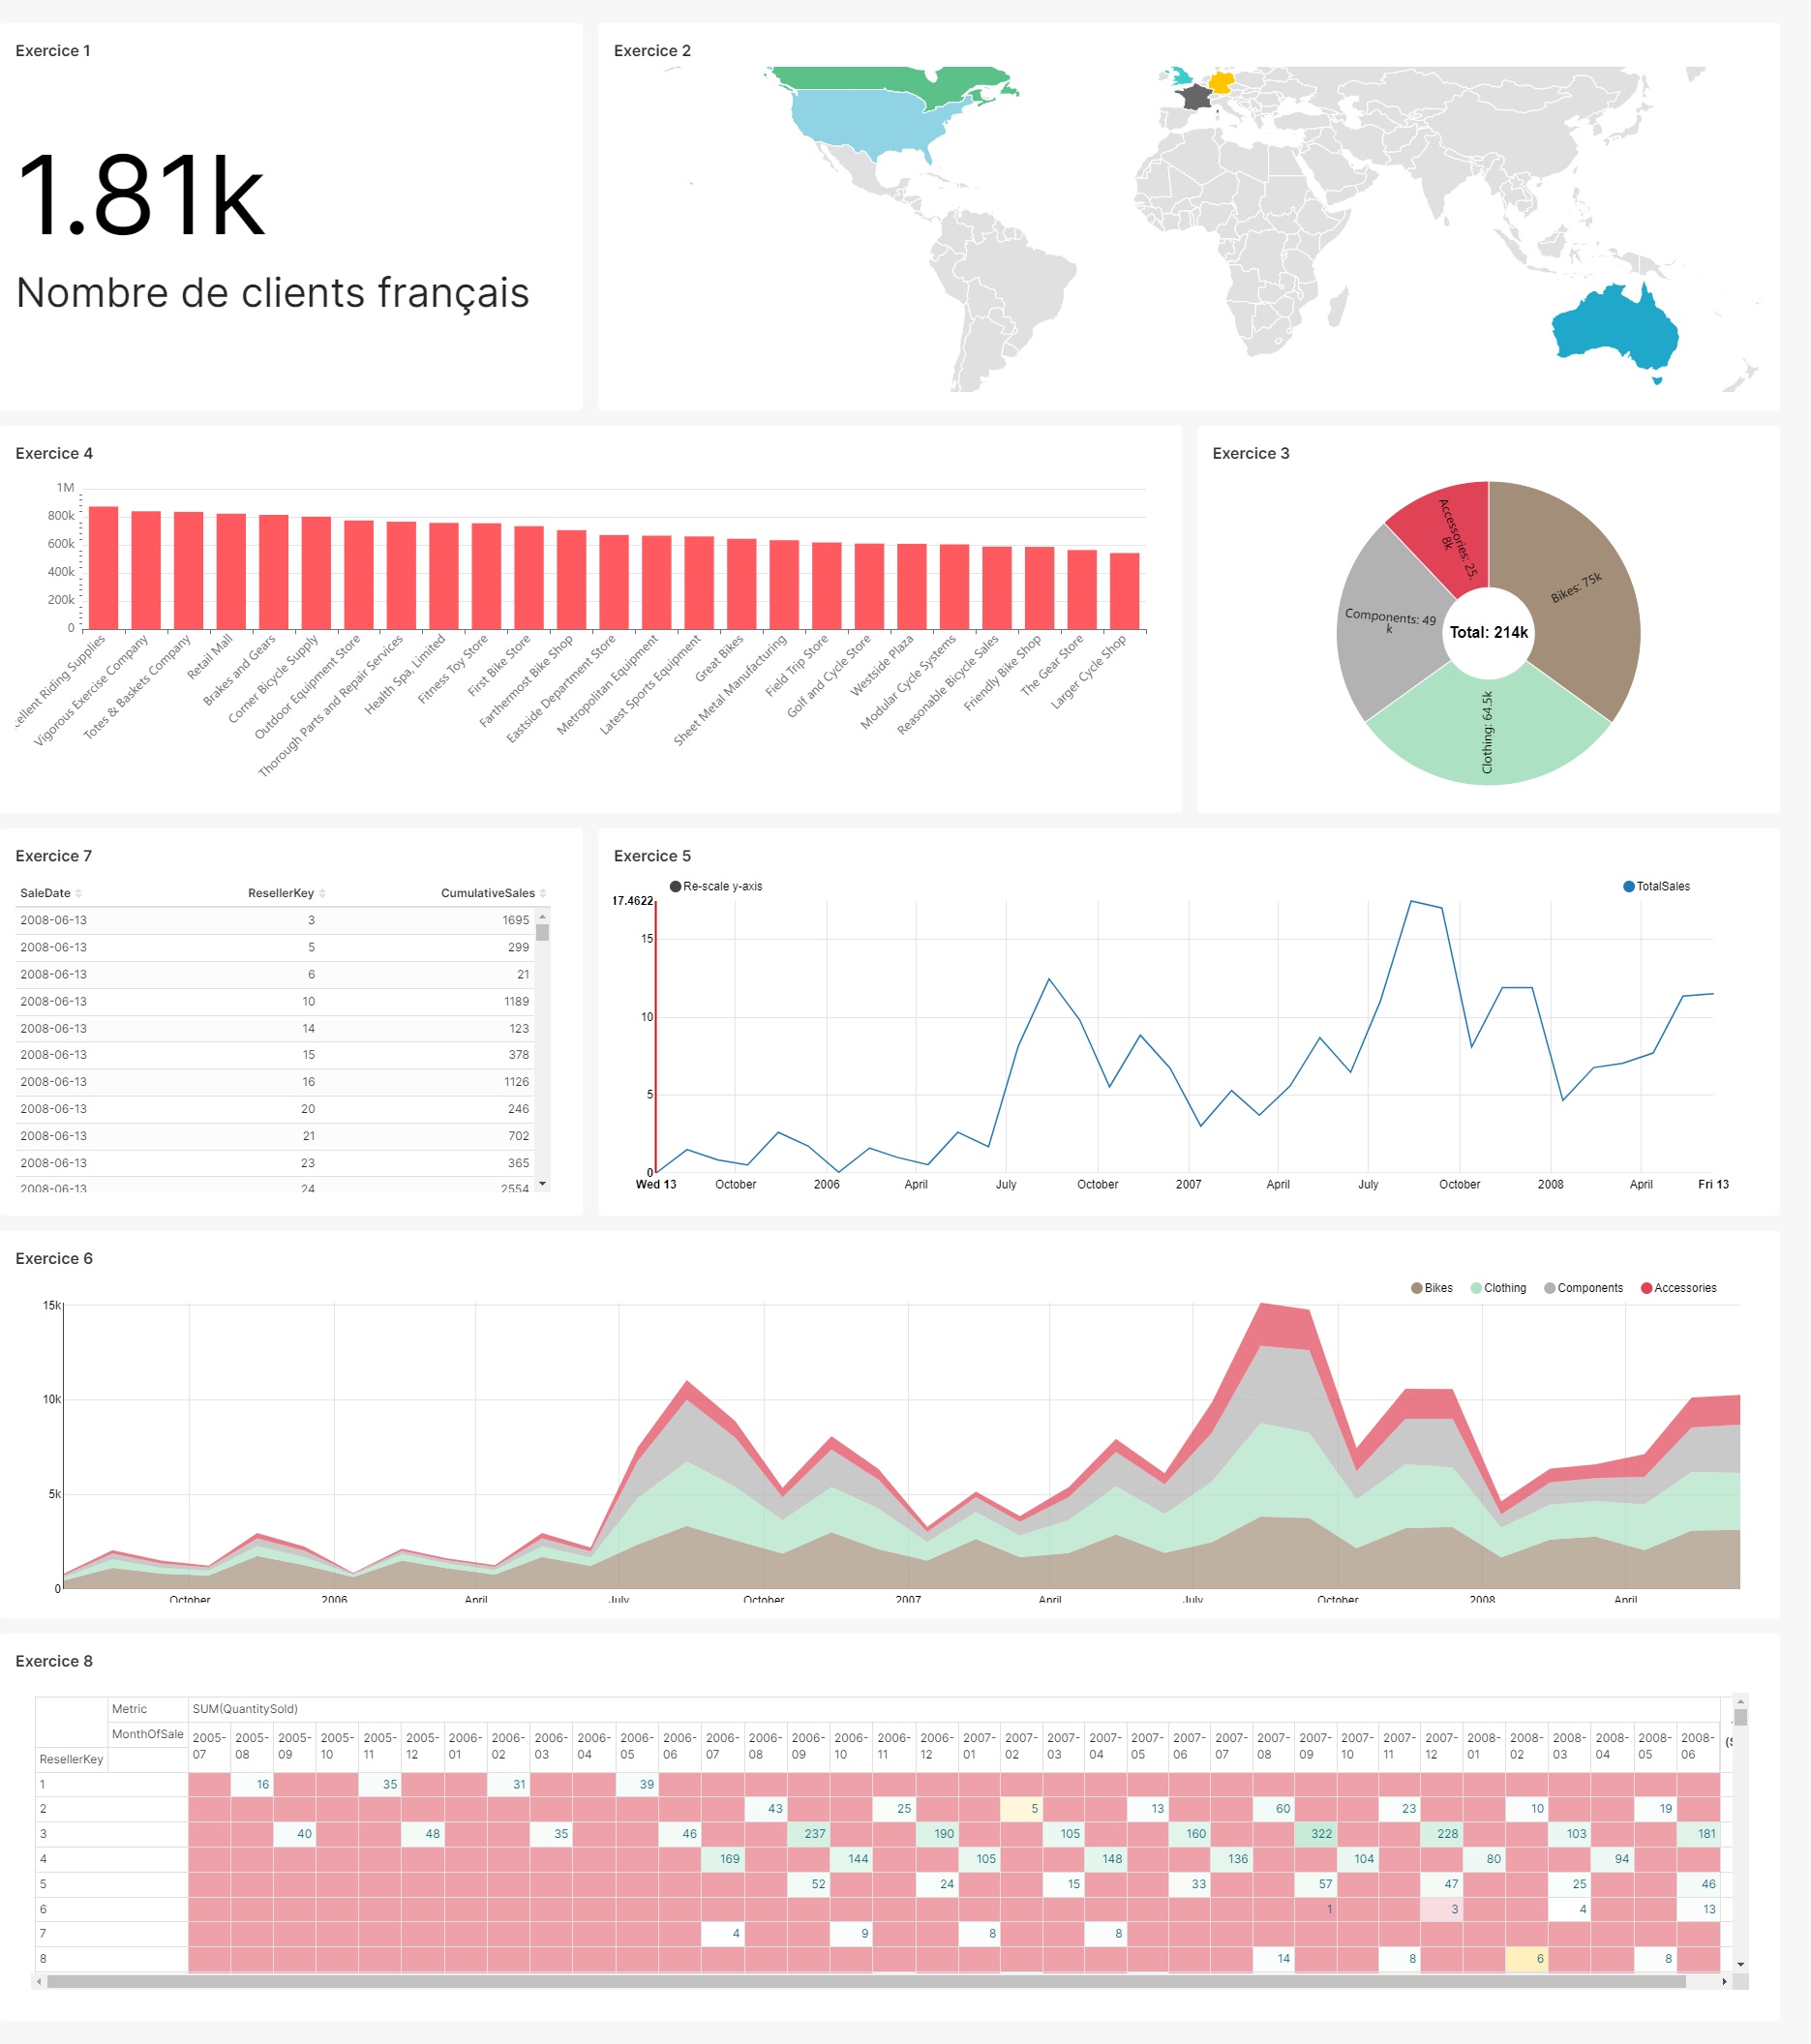 Exercice 1
1.81k
Nombre de clients français
Exercice 2
Exercice 4
1M
800k
600k
400k
200k
0
Riding Supplies
Vigorous Exercise Company
Totes & Baskets Company
Retail Mall
Brakes and Gears
Corner Bicycle Supply
Outdoor Equipment Store
Thorough Parts and Repair Services
Health Spa, Limited
Fitness Toy Store
First Bike Store
Farthermost Bike Shop
Eastside Department Store
Metropolitan Equipment
Latest Sports Equipment
Great Bikes
Sheet Metal Manufacturing
Field Trip Store
Golf and Cycle Store
Westside Plaza
Modular Cycle Systems
Reasonable Bicycle Sales
Friendly Bike Shop
The Gear Store
Larger Cycle Shop
Exercice 3
Accessories: 25.
8k
Bikes: 75k
Components: 49
k
Total: 214k
Clothing: 64.5k
Exercice 7
SaleDate ResellerKey CumulativeSales
2008-06-13 3 1695
2008-06-13 5 299
2008-06-13 6 21
2008-06-13 10 1189
2008-06-13 14 123
2008-06-13 15 378
2008-06-13 16 1126
2008-06-13 20 246
2008-06-13 21 702
2008-06-13 23 365
2008-06-13 24 2554
Exercice 5
Re-scale y-axis TotalSales
17.4622
15
10
5
0
Wed 13 October 2006 April July October 2007 April July October 2008 April Fri 13
Exercice 6
Bikes Clothing Components Accessories
15k
10k
5k
0
October 2006 April July October 2007 April July October 2008 April
Exercice 8
Metric SUM(QuantitySold)
MonthOfSale 2005-07 2005-08 2005-09 2005-10 2005-11 2005-12 2006-01 2006-02 2006-03 2006-04 2006-05 2006-06 2006-07 2006-08 2006-09 2006-10 2006-11 2006-12 2007-01 2007-02 2007-03 2007-04 2007-05 2007-06 2007-07 2007-08 2007-09 2007-10 2007-11 2007-12 2008-01 2008-02 2008-03 2008-04 2008-05 2008-06
ResellerKey
1 16 35 31 39
2 43 25 5 13 60 23 10 19
3 40 48 35 46 237 190 105 160 322 228 103 181
4 169 144 105 148 136 104 80 94
5 52 24 15 33 57 47 25 46
6 1 3 4 13
7 4 9 8 8
8 14 8 6 8